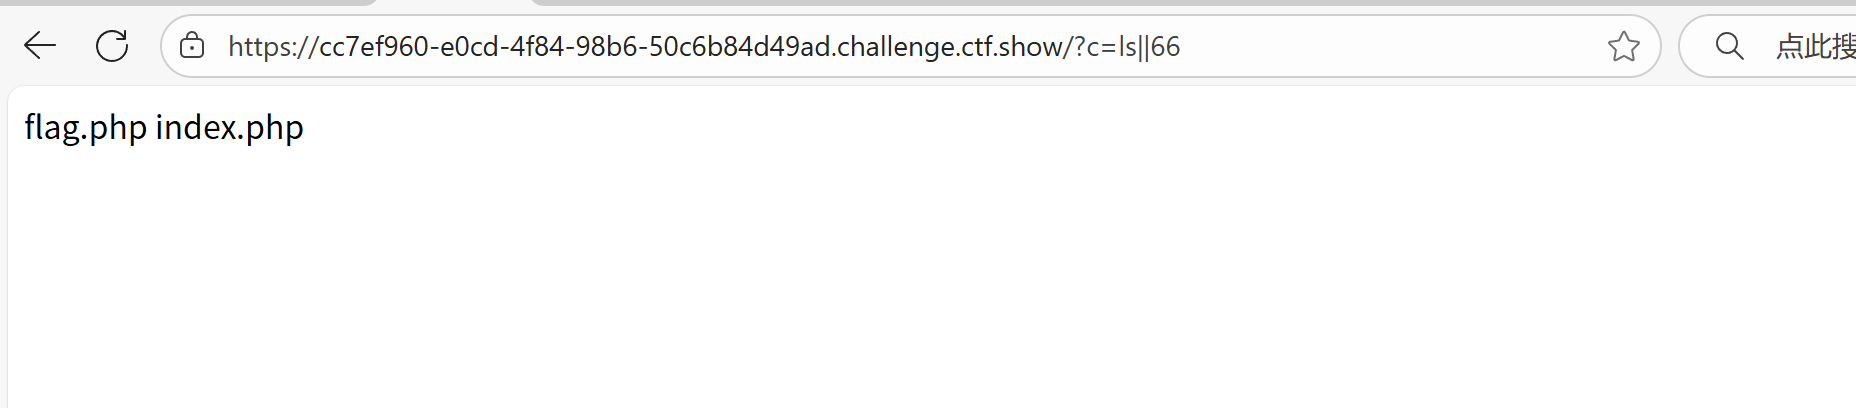 https://cc7ef960-e0cd-4f84-98b6-50c6b84d49ad.challenge.ctf.show/?c=ls||66
点此搜
flag.php index.php